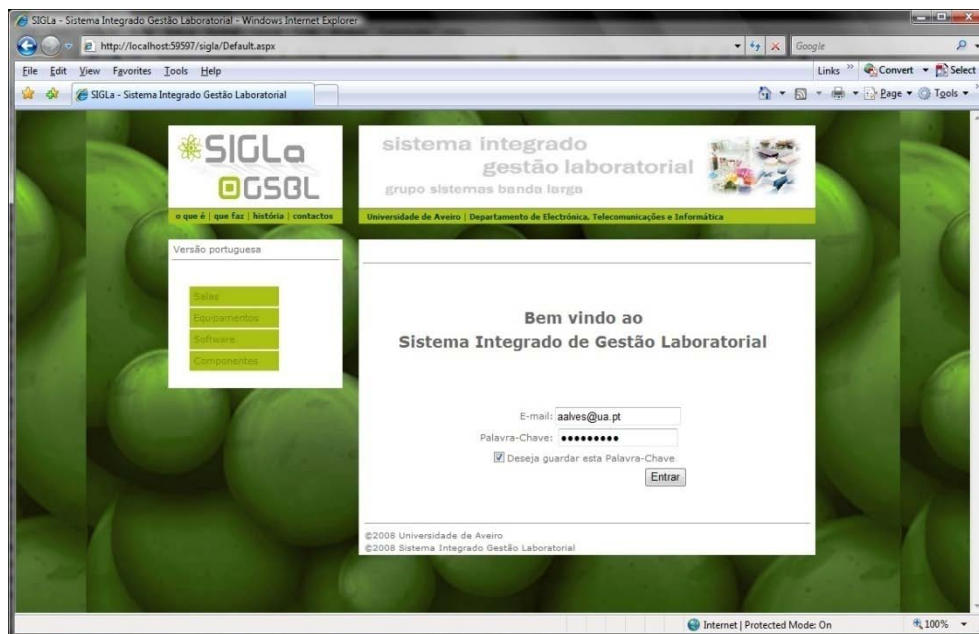 SIGLa - Sistema Integrado Gestão Laboratorial - Windows Internet Explorer
http://localhost:59597/sigla/Default.aspx
Google
File Edit View Favorites Tools Help
Links
Convert
Select
SIGLa - Sistema Integrado Gestão Laboratorial
Page
Tools
SIGLa
GSBL
o que é | que faz | história | contactos
sistema integrado
gestão laboratorial
grupo sistemas banda larga
Universidade de Aveiro | Departamento de Electrónica, Telecomunicações e Informática
Versão portuguesa
Salas
Equipamentos
Software
Componentes
Bem vindo ao
Sistema Integrado de Gestão Laboratorial
E-mail: aalves@ua.pt
Palavra-Chave: •••••••••
Deseja guardar esta Palavra-Chave
Entrar
©2008 Universidade de Aveiro
©2008 Sistema Integrado Gestão Laboratorial
Internet | Protected Mode: On
100%